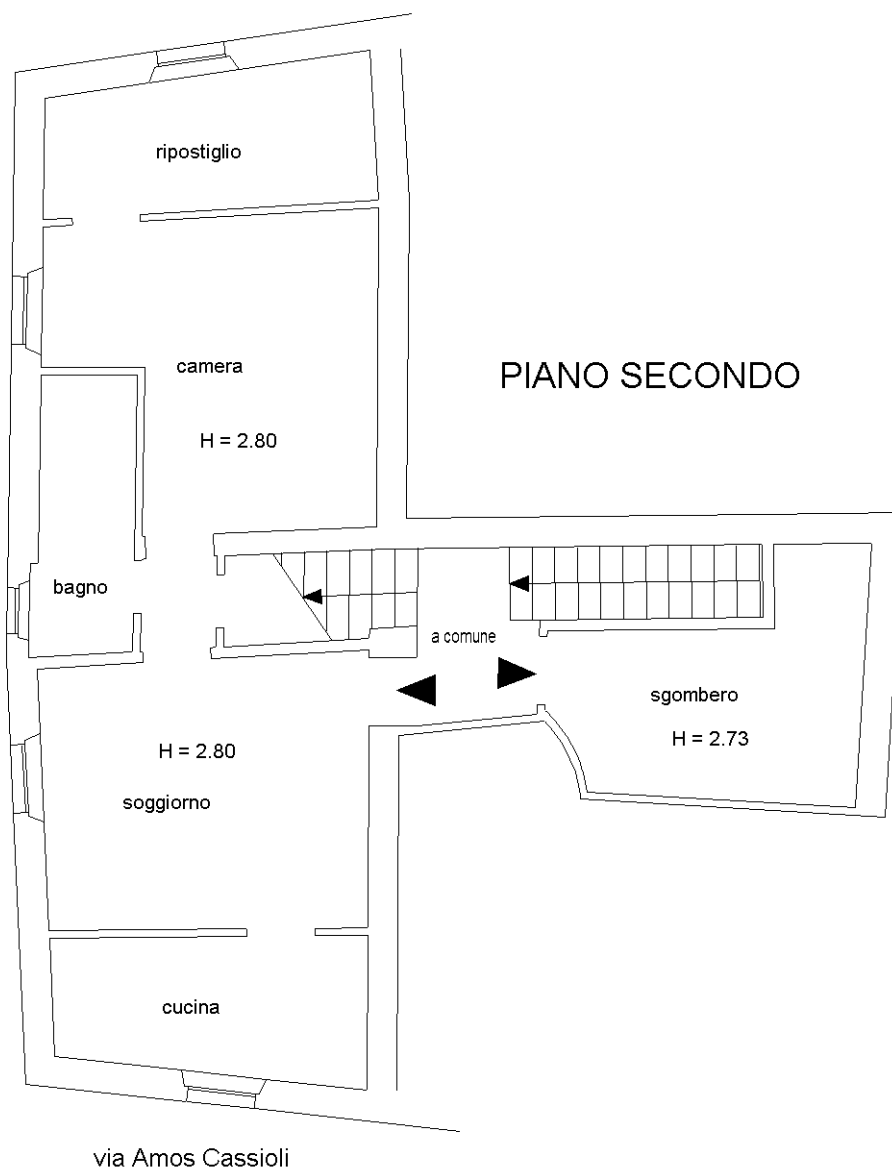 ripostiglio
camera
PIANO SECONDO
H = 2.80
bagno
a comune
sgombero
H = 2.73
H = 2.80
soggiorno
cucina
via Amos Cassioli